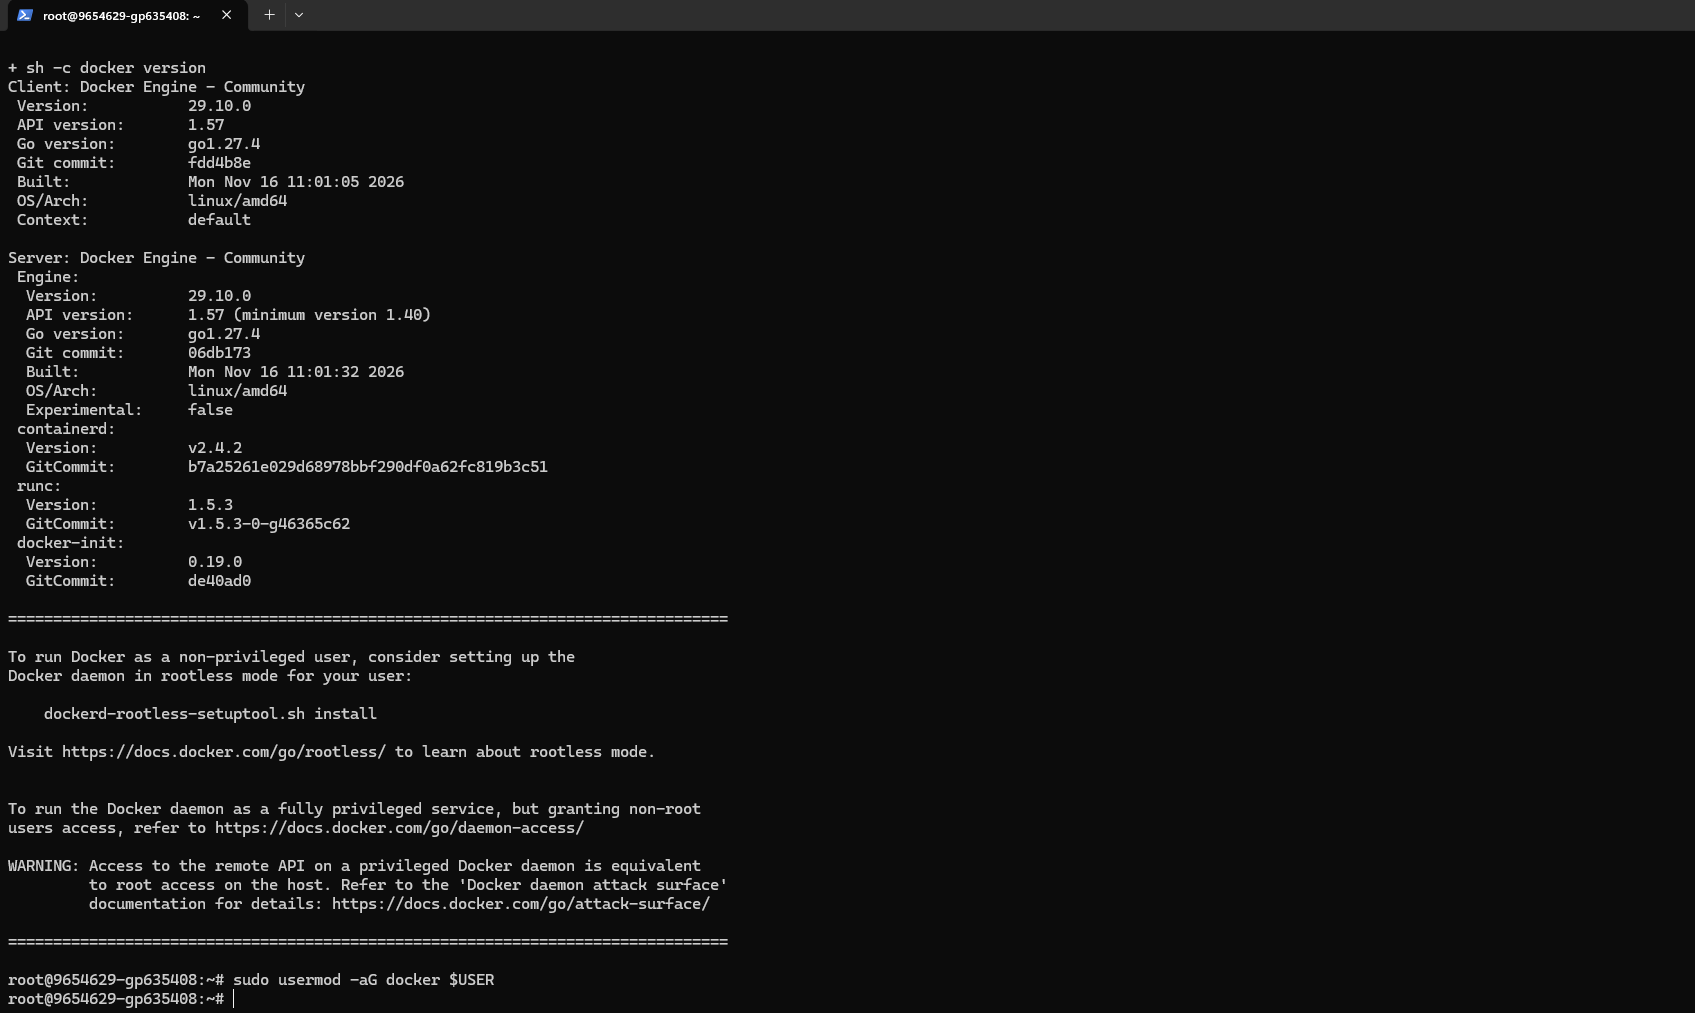 root@9654629-gp635408: ~
+ sh -c docker version
Client: Docker Engine - Community
 Version:           29.10.0
 API version:       1.57
 Go version:        go1.27.4
 Git commit:        fdd4b8e
 Built:             Mon Nov 16 11:01:05 2026
 OS/Arch:           linux/amd64
 Context:           default

Server: Docker Engine - Community
 Engine:
  Version:          29.10.0
  API version:      1.57 (minimum version 1.40)
  Go version:       go1.27.4
  Git commit:       06db173
  Built:            Mon Nov 16 11:01:32 2026
  OS/Arch:          linux/amd64
  Experimental:     false
 containerd:
  Version:          v2.4.2
  GitCommit:        b7a25261e029d68978bbf290df0a62fc819b3c51
 runc:
  Version:          1.5.3
  GitCommit:        v1.5.3-0-g46365c62
 docker-init:
  Version:          0.19.0
  GitCommit:        de40ad0

================================================================================

To run Docker as a non-privileged user, consider setting up the
Docker daemon in rootless mode for your user:

    dockerd-rootless-setuptool.sh install

Visit https://docs.docker.com/go/rootless/ to learn about rootless mode.


To run the Docker daemon as a fully privileged service, but granting non-root
users access, refer to https://docs.docker.com/go/daemon-access/

WARNING: Access to the remote API on a privileged Docker daemon is equivalent
         to root access on the host. Refer to the 'Docker daemon attack surface'
         documentation for details: https://docs.docker.com/go/attack-surface/

================================================================================

root@9654629-gp635408:~# sudo usermod -aG docker $USER
root@9654629-gp635408:~#